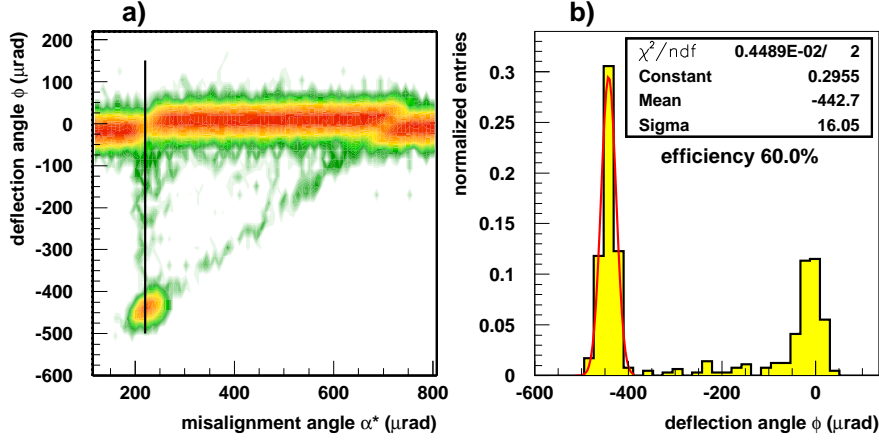 a)
deflection angle ϕ (μrad)
200
100
0
-100
-200
-300
-400
-500
-600
200
400
600
800
misalignment angle α* (μrad)
b)
normalized entries
0.3
0.25
0.2
0.15
0.1
0.05
0
χ²/ndf 0.4489E-02/ 2
Constant 0.2955
Mean -442.7
Sigma 16.05
efficiency 60.0%
-600
-400
-200
0
deflection angle ϕ (μrad)